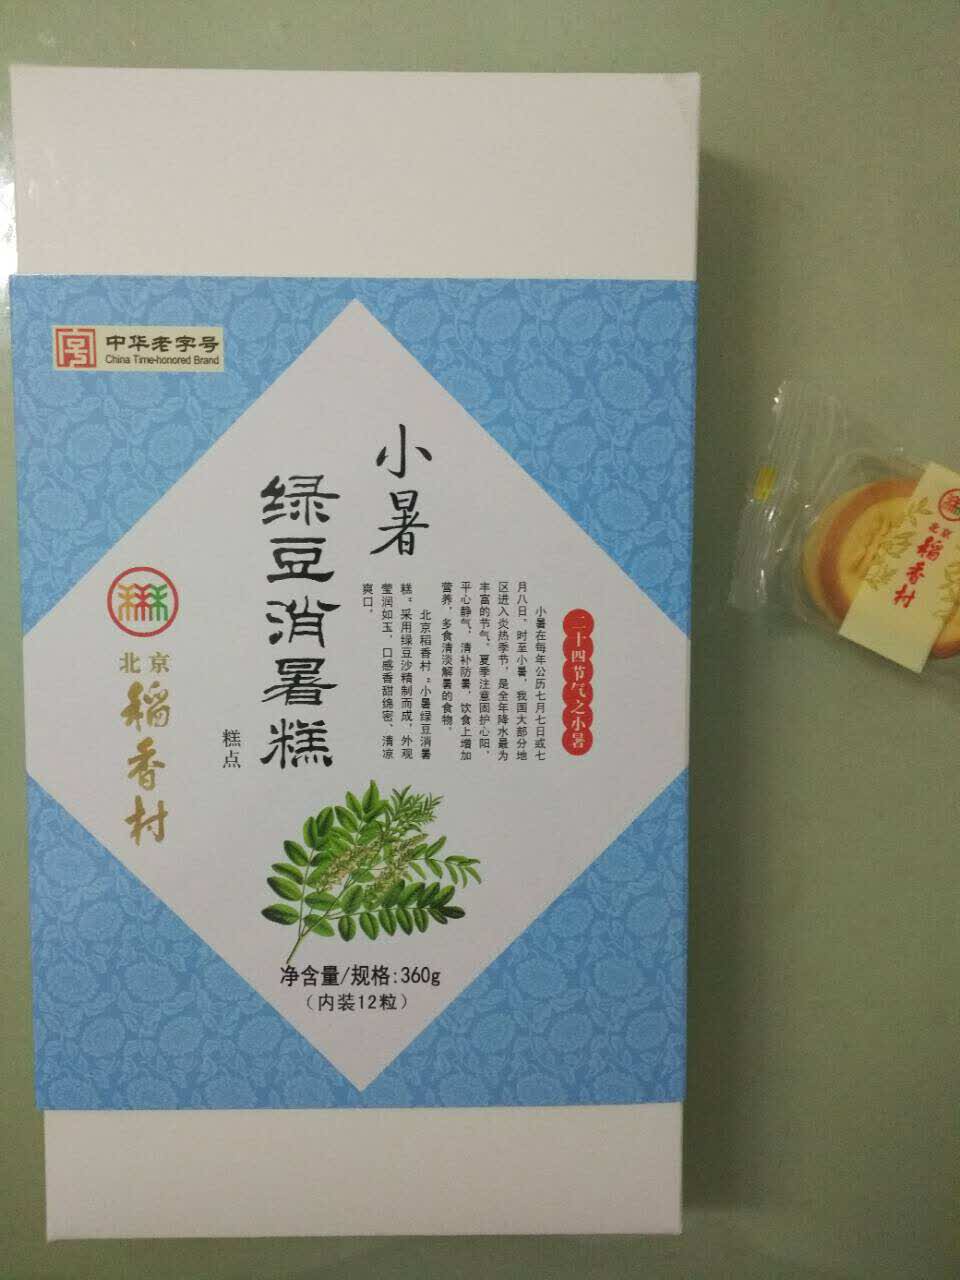 中华老字号
China Time-honored Brand
小暑
绿豆消暑糕
糕点
北京
稻香村
二十四节气之小暑
小暑在每年公历七月七日或七
月八日，时至小暑，我国大部分地
区进入炎热季节，是全年降水最为
丰富的节气，夏季注意固护心阳，
平心静气，清补防暑，饮食上增加
营养，多食清淡解暑的食物。
北京稻香村“小暑绿豆消暑
糕”采用绿豆沙精制而成，外观
莹润如玉，口感香甜绵密、清凉
爽口。
净含量/规格:360g
（内装12粒）
北京
稻香村